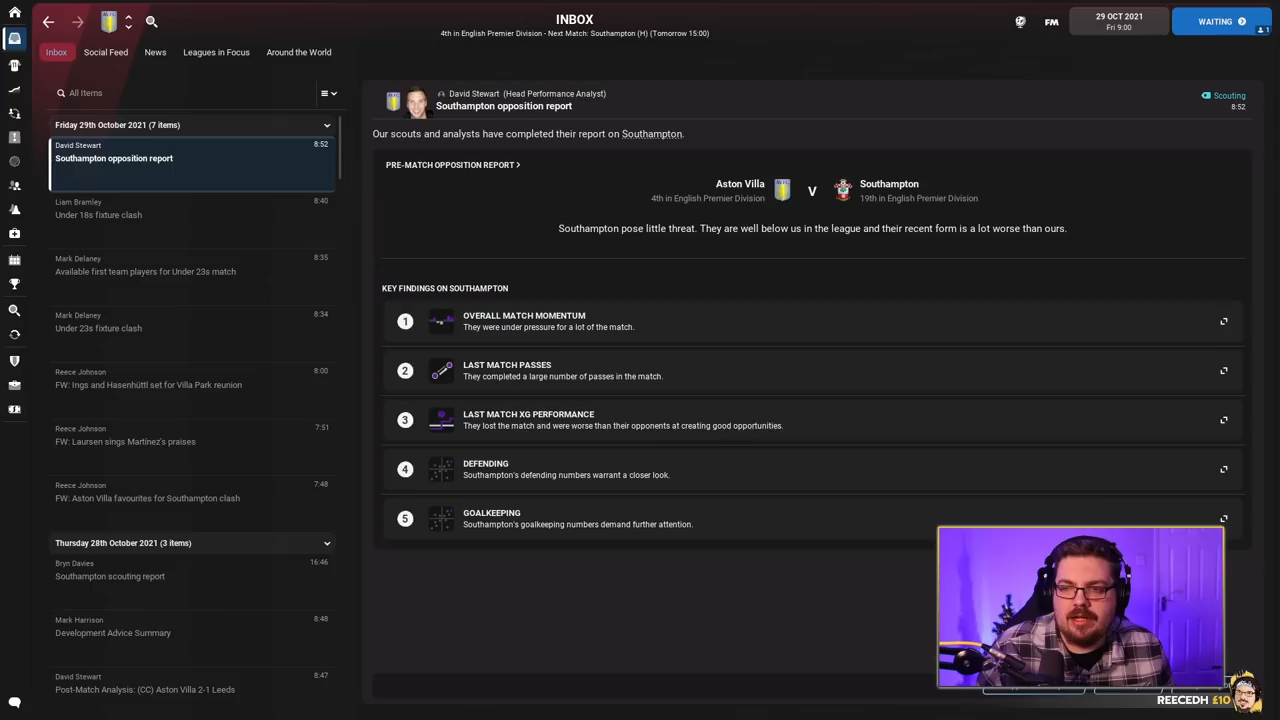 INBOX
4th in English Premier Division - Next Match: Southampton (H) (Tomorrow 15:00)
FM
29 OCT 2021
Fri 9:00
WAITING
1
Inbox
Social Feed
News
Leagues in Focus
Around the World
All Items
Friday 29th October 2021 (7 items)
David Stewart
8:52
Southampton opposition report
Liam Bramley
8:40
Under 18s fixture clash
Mark Delaney
8:35
Available first team players for Under 23s match
Mark Delaney
8:34
Under 23s fixture clash
Reece Johnson
8:00
FW: Ings and Hasenhüttl set for Villa Park reunion
Reece Johnson
7:51
FW: Laursen sings Martínez's praises
Reece Johnson
7:48
FW: Aston Villa favourites for Southampton clash
Thursday 28th October 2021 (3 items)
Bryn Davies
16:46
Southampton scouting report
Mark Harrison
8:48
Development Advice Summary
David Stewart
8:47
Post-Match Analysis: (CC) Aston Villa 2-1 Leeds
David Stewart (Head Performance Analyst)
Southampton opposition report
Scouting
8:52
Our scouts and analysts have completed their report on Southampton.
PRE-MATCH OPPOSITION REPORT
Aston Villa
4th in English Premier Division
V
Southampton
19th in English Premier Division
Southampton pose little threat. They are well below us in the league and their recent form is a lot worse than ours.
KEY FINDINGS ON SOUTHAMPTON
1
OVERALL MATCH MOMENTUM
They were under pressure for a lot of the match.
2
LAST MATCH PASSES
They completed a large number of passes in the match.
3
LAST MATCH XG PERFORMANCE
They lost the match and were worse than their opponents at creating good opportunities.
4
DEFENDING
Southampton's defending numbers warrant a closer look.
5
GOALKEEPING
Southampton's goalkeeping numbers demand further attention.
REECEDH £10